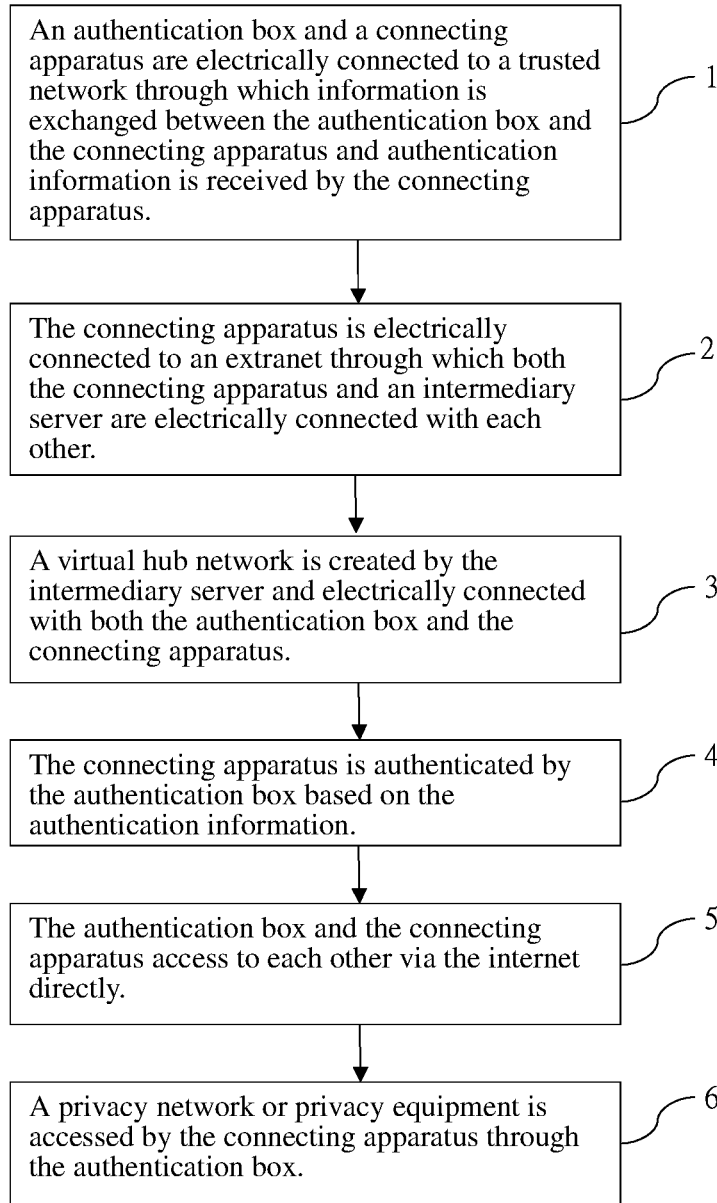 An authentication box and a connecting
apparatus are electrically connected to a trusted
network through which information is
exchanged between the authentication box and
the connecting apparatus and authentication
information is received by the connecting
apparatus.
1
The connecting apparatus is electrically
connected to an extranet through which both
the connecting apparatus and an intermediary
server are electrically connected with each
other.
2
A virtual hub network is created by the
intermediary server and electrically connected
with both the authentication box and the
connecting apparatus.
3
The connecting apparatus is authenticated by
the authentication box based on the
authentication information.
4
The authentication box and the connecting
apparatus access to each other via the internet
directly.
5
A privacy network or privacy equipment is
accessed by the connecting apparatus through
the authentication box.
6